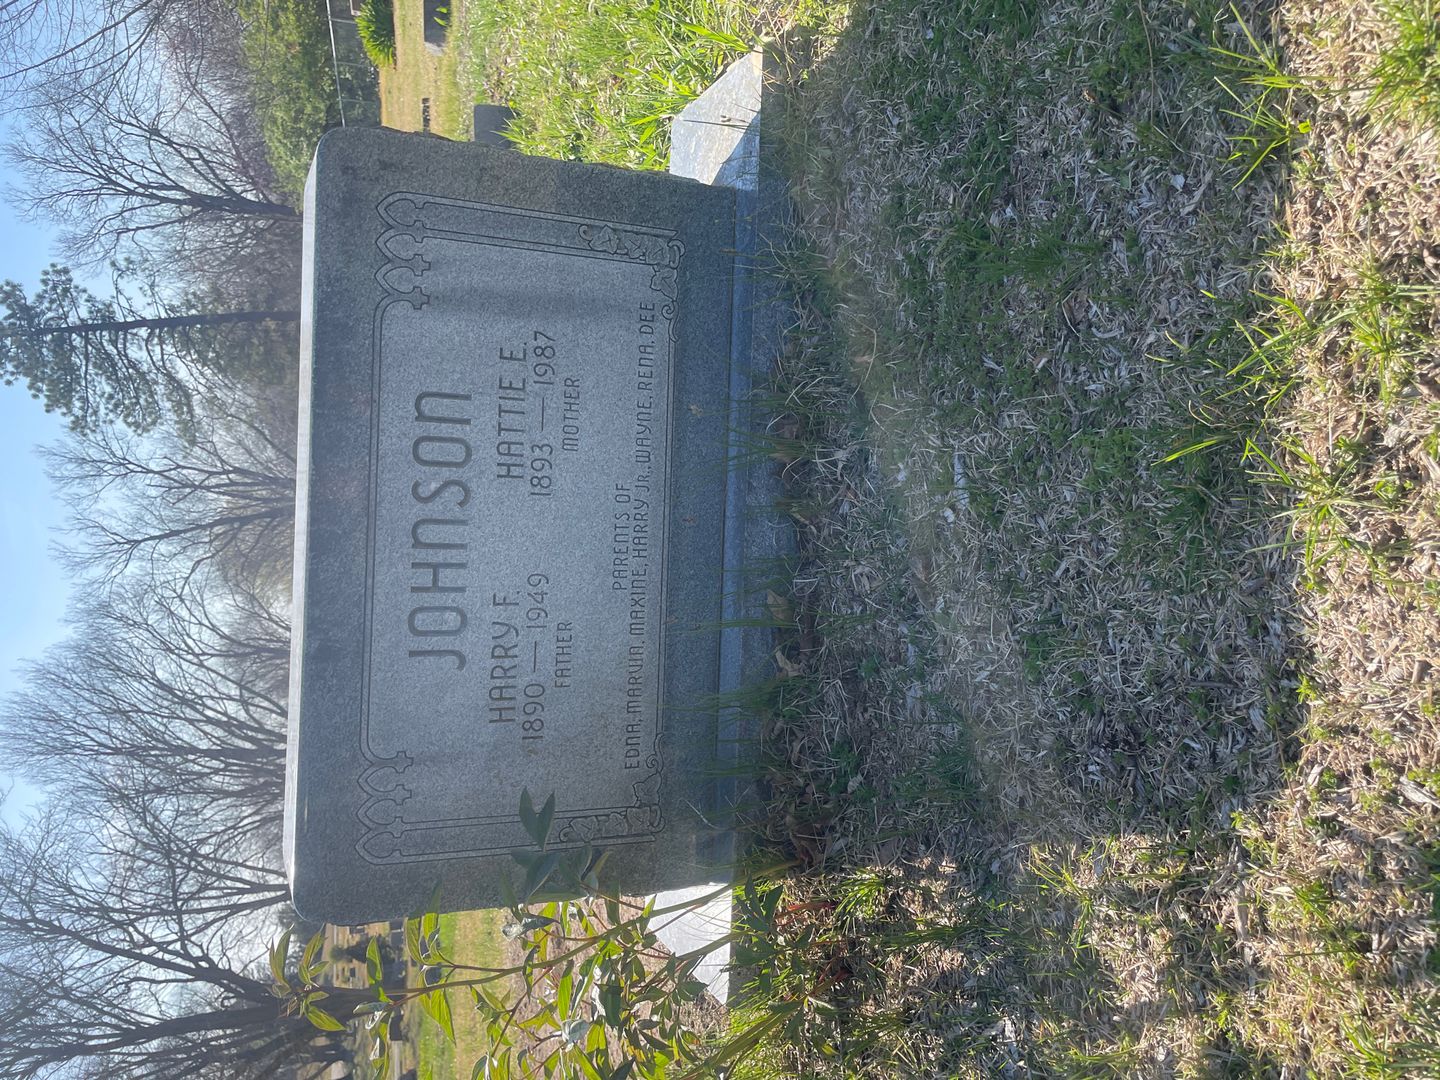 JOHNSON
HARRY F. HATTIE E.
1890 — 1949 1893 — 1987
FATHER MOTHER
PARENTS OF
EDNA, MARVIN, MAXINE, HARRY JR., WAYNE, RENA, DEE